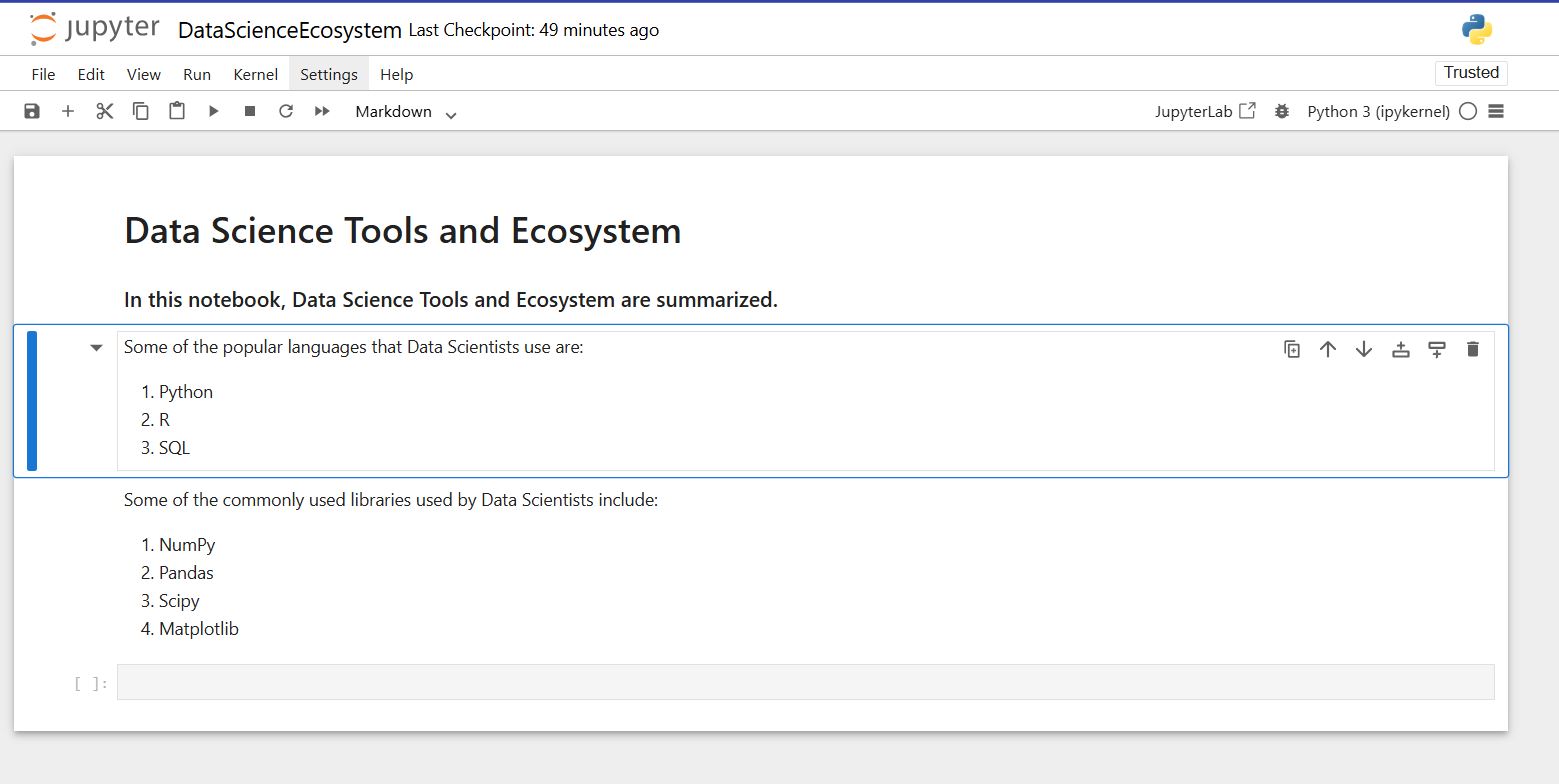 jupyter DataScienceEcosystem Last Checkpoint: 49 minutes ago
File Edit View Run Kernel Settings Help Trusted
Markdown JupyterLab Python 3 (ipykernel)
Data Science Tools and Ecosystem
In this notebook, Data Science Tools and Ecosystem are summarized.
Some of the popular languages that Data Scientists use are:
1. Python
2. R
3. SQL
Some of the commonly used libraries used by Data Scientists include:
1. NumPy
2. Pandas
3. Scipy
4. Matplotlib
[ ]: